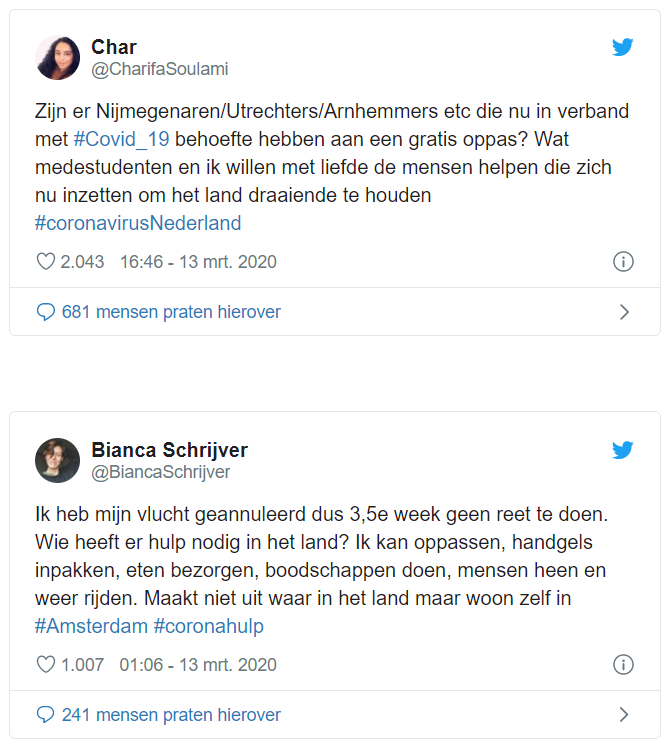 Char
@CharifaSoulami
Zijn er Nijmegenaren/Utrechters/Arnhemmers etc die nu in verband
met #Covid_19 behoefte hebben aan een gratis oppas? Wat
medestudenten en ik willen met liefde de mensen helpen die zich
nu inzetten om het land draaiende te houden
#coronavirusNederland
2.043 16:46 - 13 mrt. 2020
681 mensen praten hierover
Bianca Schrijver
@BiancaSchrijver
Ik heb mijn vlucht geannuleerd dus 3,5e week geen reet te doen.
Wie heeft er hulp nodig in het land? Ik kan oppassen, handgels
inpakken, eten bezorgen, boodschappen doen, mensen heen en
weer rijden. Maakt niet uit waar in het land maar woon zelf in
#Amsterdam #coronahulp
1.007 01:06 - 13 mrt. 2020
241 mensen praten hierover